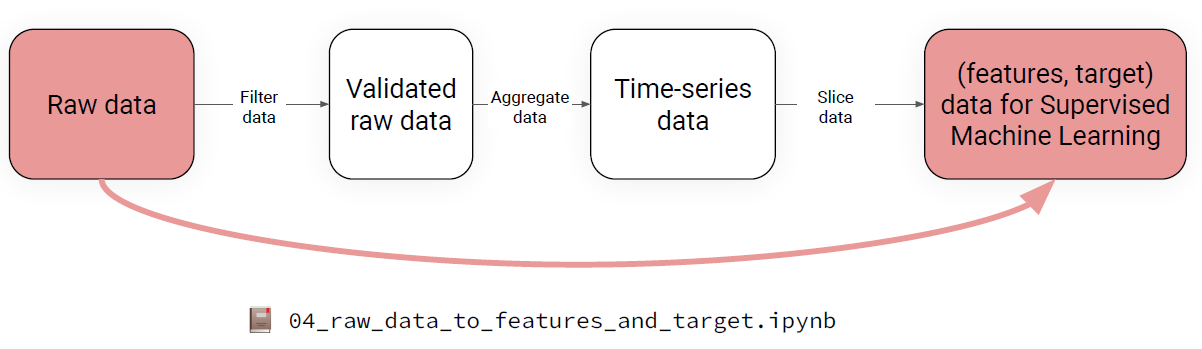 Raw data
Filter
data
Validated
raw data
Aggregate
data
Time-series
data
Slice
data
(features, target)
data for Supervised
Machine Learning
04_raw_data_to_features_and_target.ipynb